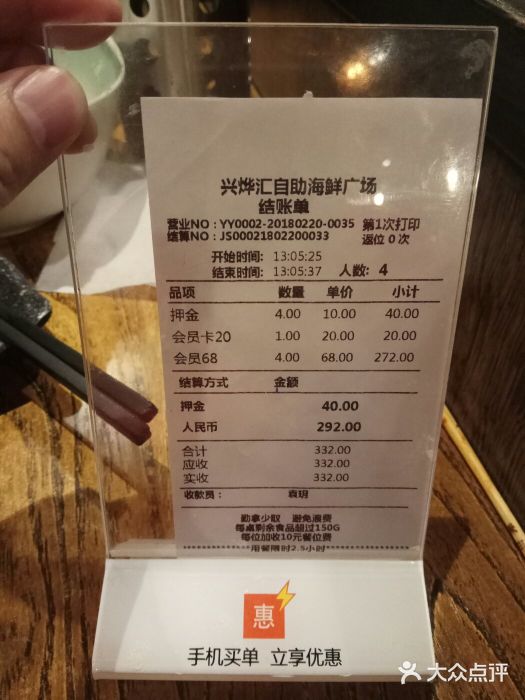 兴烨汇自助海鲜广场
结账单
营业NO：YY0002-20180220-0035 第1次打印
结算NO：JS00021802200033 返位 0 次
开始时间：13:05:25
结束时间：13:05:37 人数：4
品项 数量 单价 小计
押金 4.00 10.00 40.00
会员卡20 1.00 20.00 20.00
会员68 4.00 68.00 272.00
结算方式 金额
押金 40.00
人民币 292.00
合计 332.00
应收 332.00
实收 332.00
收款员： 袁玥
勤拿少取 避免浪费
每桌剩余食品超过150G
每位加收10元餐位费
**用餐限时2.5小时**
惠
手机买单 立享优惠
大众点评